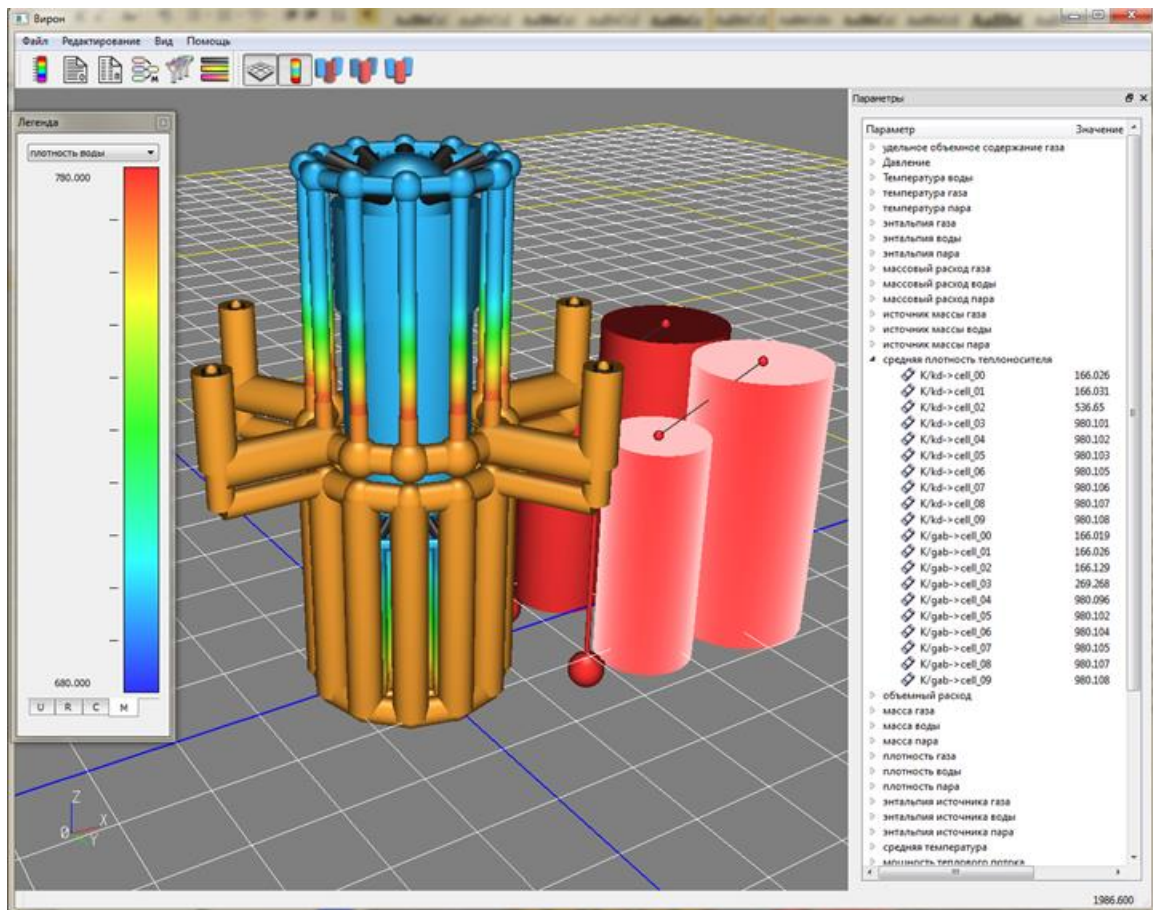 Вирон
Файл Редактирование Вид Помощь
Легенда
плотность воды
780.000
680.000
U R C M
Z
X
0
Y
Параметры
Параметр Значение
удельное объемное содержание газа
Давление
Температура воды
температура газа
температура пара
энтальпия газа
энтальпия воды
энтальпия пара
массовый расход газа
массовый расход воды
массовый расход пара
источник массы газа
источник массы воды
источник массы пара
средняя плотность теплоносителя
K/kd->cell_00 166.026
K/kd->cell_01 166.031
K/kd->cell_02 536.65
K/kd->cell_03 980.101
K/kd->cell_04 980.102
K/kd->cell_05 980.103
K/kd->cell_06 980.105
K/kd->cell_07 980.106
K/kd->cell_08 980.107
K/kd->cell_09 980.108
K/gab->cell_00 166.019
K/gab->cell_01 166.026
K/gab->cell_02 166.129
K/gab->cell_03 269.268
K/gab->cell_04 980.096
K/gab->cell_05 980.102
K/gab->cell_06 980.104
K/gab->cell_07 980.105
K/gab->cell_08 980.107
K/gab->cell_09 980.108
объемный расход
масса газа
масса воды
масса пара
плотность газа
плотность воды
плотность пара
энтальпия источника газа
энтальпия источника воды
энтальпия источника пара
средняя температура
мощность теплового потока
1986.600